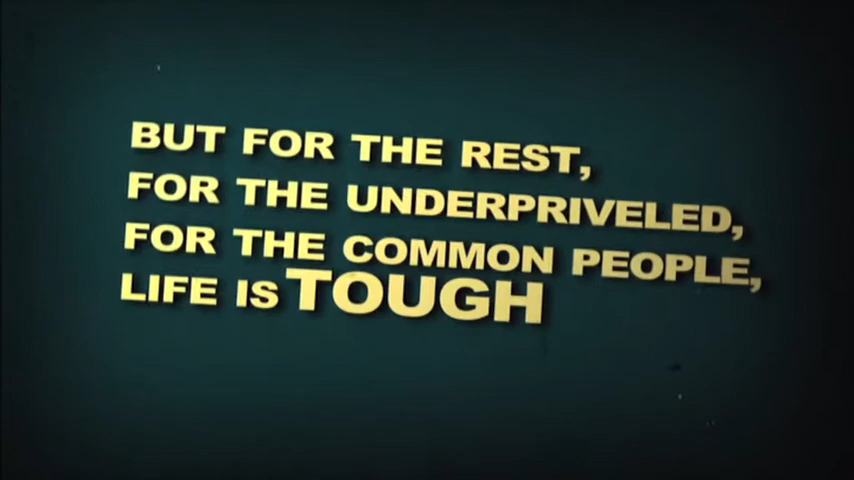 BUT FOR THE REST,
FOR THE UNDERPRIVELED,
FOR THE COMMON PEOPLE,
LIFE IS TOUGH